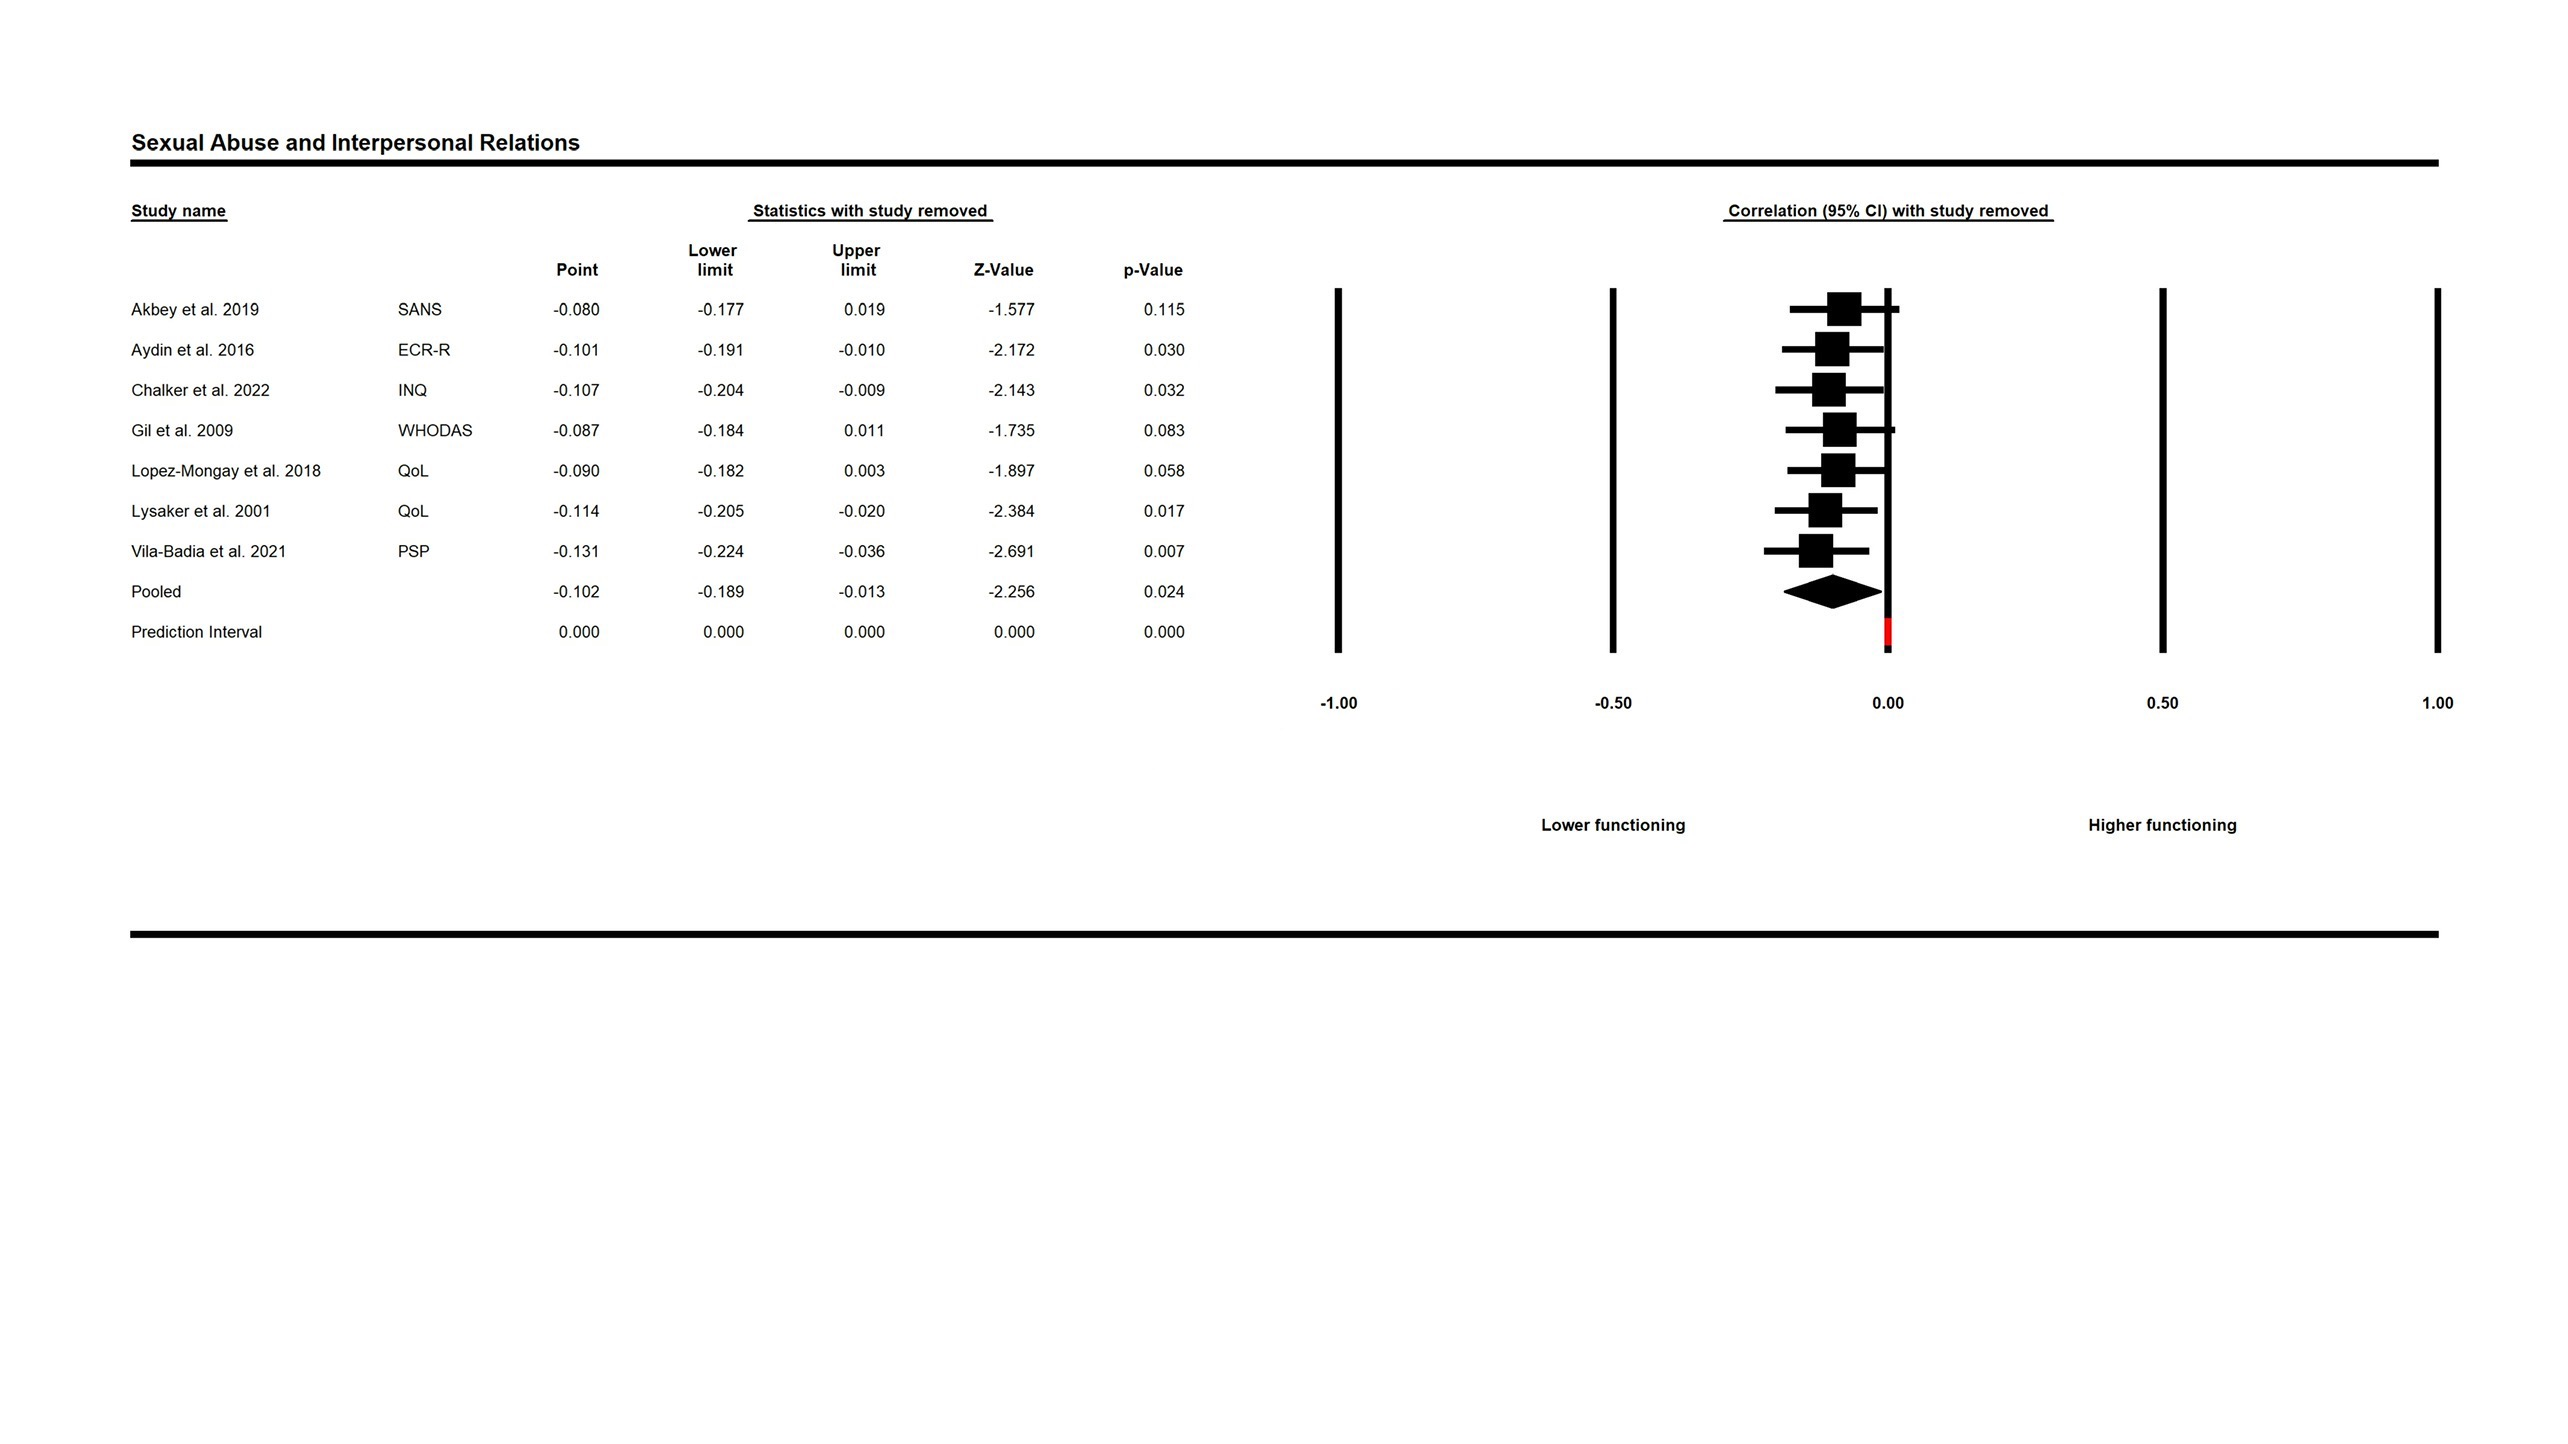 Sexual Abuse and Interpersonal Relations
Study name Statistics with study removed Correlation (95% CI) with study removed
Lower Upper
Point limit limit Z-Value p-Value
Akbey et al. 2019 SANS -0.080 -0.177 0.019 -1.577 0.115
Aydin et al. 2016 ECR-R -0.101 -0.191 -0.010 -2.172 0.030
Chalker et al. 2022 INQ -0.107 -0.204 -0.009 -2.143 0.032
Gil et al. 2009 WHODAS -0.087 -0.184 0.011 -1.735 0.083
Lopez-Mongay et al. 2018 QoL -0.090 -0.182 0.003 -1.897 0.058
Lysaker et al. 2001 QoL -0.114 -0.205 -0.020 -2.384 0.017
Vila-Badia et al. 2021 PSP -0.131 -0.224 -0.036 -2.691 0.007
Pooled -0.102 -0.189 -0.013 -2.256 0.024
Prediction Interval 0.000 0.000 0.000 0.000 0.000
-1.00 -0.50 0.00 0.50 1.00
Lower functioning Higher functioning